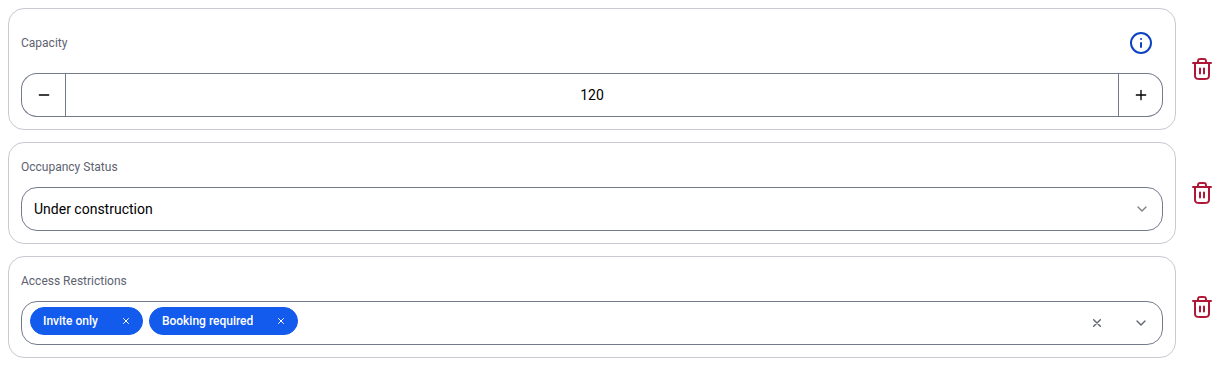 Capacity
120
Occupancy Status
Under construction
Access Restrictions
Invite only Booking required